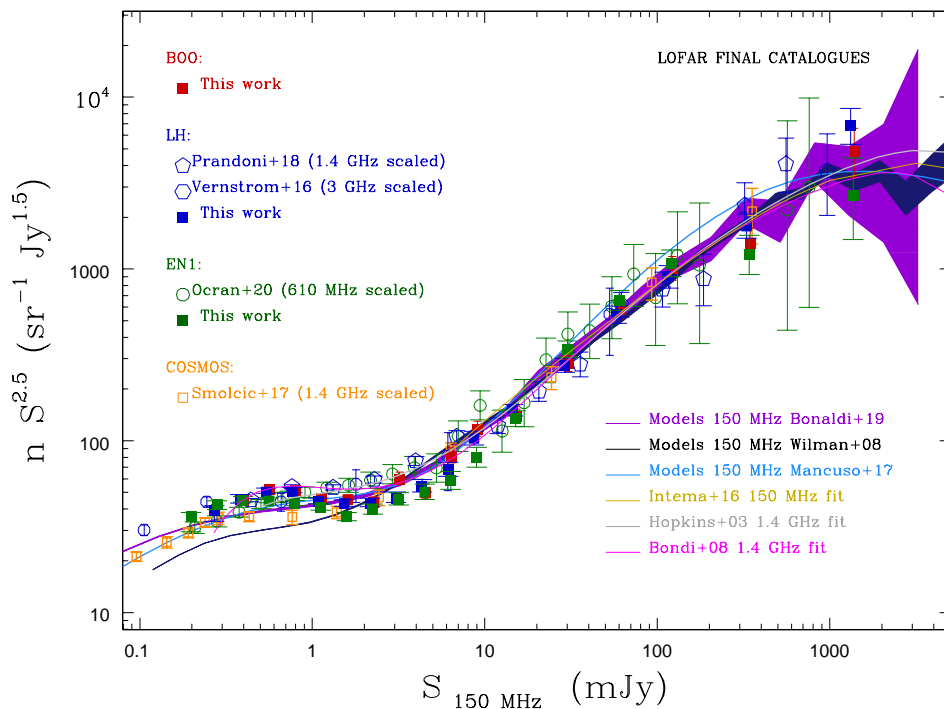 BOO:
This work
LOFAR FINAL CATALOGUES
LH:
Prandoni+18 (1.4 GHz scaled)
Vernstrom+16 (3 GHz scaled)
This work
EN1:
Ocran+20 (610 MHz scaled)
This work
COSMOS:
Smolcic+17 (1.4 GHz scaled)
Models 150 MHz Bonaldi+19
Models 150 MHz Wilman+08
Models 150 MHz Mancuso+17
Intema+16 150 MHz fit
Hopkins+03 1.4 GHz fit
Bondi+08 1.4 GHz fit
n S^2.5 (sr^-1 Jy^1.5)
10^4
1000
100
10
0.1 1 10 100 1000
S 150 MHz (mJy)